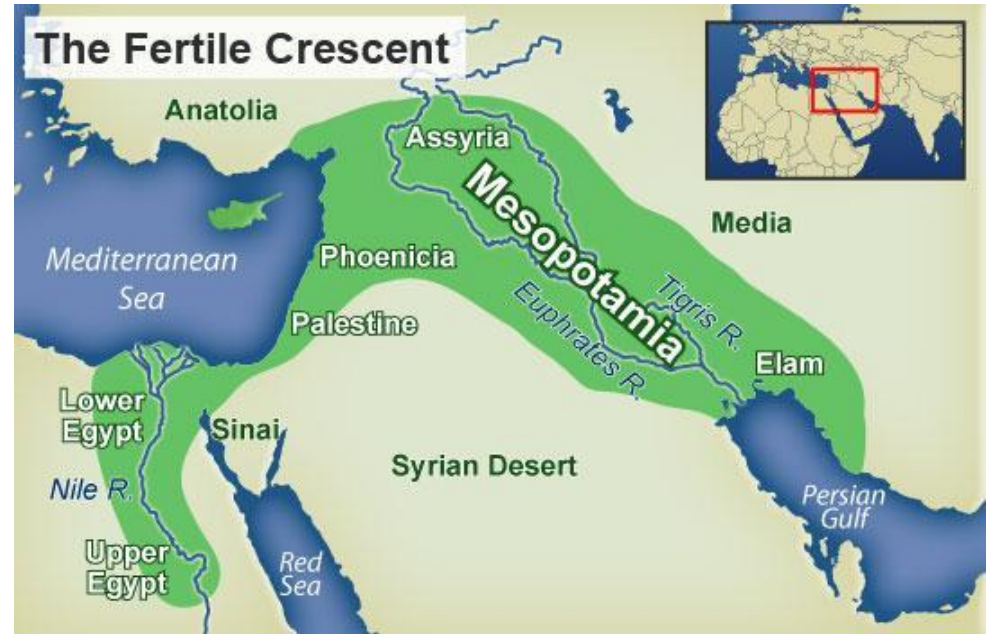 The Fertile Crescent
Anatolia
Assyria
Mesopotamia
Media
Mediterranean
Sea
Phoenicia
Palestine
Euphrates R.
Tigris R.
Elam
Lower
Egypt
Sinai
Syrian Desert
Nile R.
Persian
Gulf
Upper
Egypt
Red
Sea